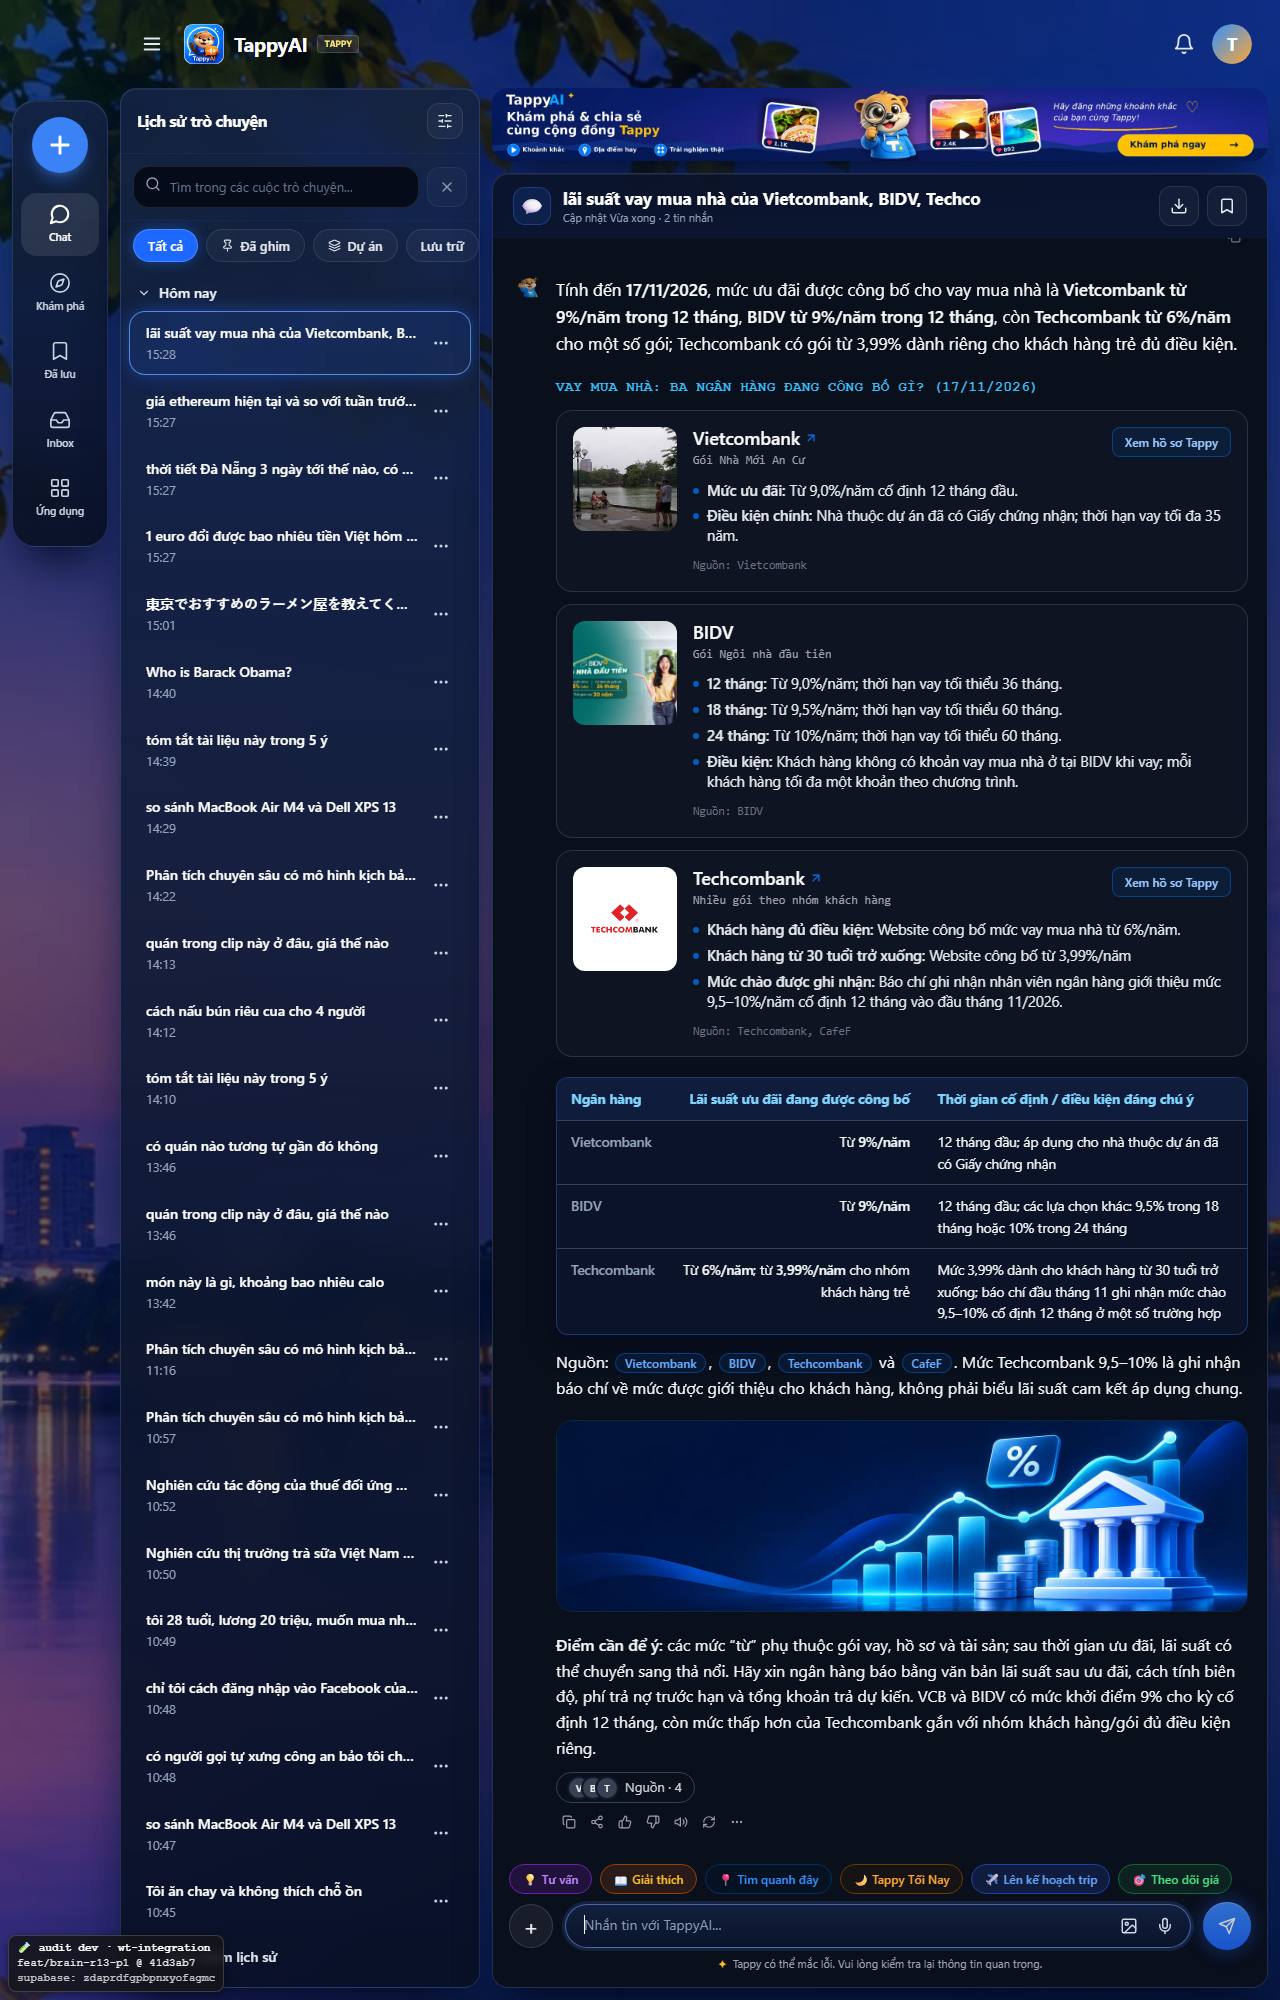 TappyAI
TAPPY
T
Lịch sử trò chuyện
Tìm trong các cuộc trò chuyện...
Tất cả
Đã ghim
Dự án
Lưu trữ
Chat
Khám phá
Đã lưu
Inbox
Ứng dụng
Hôm nay
lãi suất vay mua nhà của Vietcombank, B...
15:28
giá ethereum hiện tại và so với tuần trướ...
15:27
thời tiết Đà Nẵng 3 ngày tới thế nào, có ...
15:27
1 euro đổi được bao nhiêu tiền Việt hôm ...
15:27
東京でおすすめのラーメン屋を教えてく...
15:01
Who is Barack Obama?
14:40
tóm tắt tài liệu này trong 5 ý
14:39
so sánh MacBook Air M4 và Dell XPS 13
14:29
Phân tích chuyên sâu có mô hình kịch bả...
14:22
quán trong clip này ở đâu, giá thế nào
14:13
cách nấu bún riêu cua cho 4 người
14:12
tóm tắt tài liệu này trong 5 ý
14:10
có quán nào tương tự gần đó không
13:46
quán trong clip này ở đâu, giá thế nào
13:46
món này là gì, khoảng bao nhiêu calo
13:42
Phân tích chuyên sâu có mô hình kịch bả...
11:16
Phân tích chuyên sâu có mô hình kịch bả...
10:57
Nghiên cứu tác động của thuế đối ứng ...
10:52
Nghiên cứu thị trường trà sữa Việt Nam ...
10:50
tôi 28 tuổi, lương 20 triệu, muốn mua nh...
10:49
chỉ tôi cách đăng nhập vào Facebook của...
10:48
có người gọi tự xưng công an bảo tôi ch...
10:48
so sánh MacBook Air M4 và Dell XPS 13
10:47
Tôi ăn chay và không thích chỗ ồn
10:45
lịch sử
audit dev · wt-integration
feat/brain-r13-p1 @ 41d3ab7
supabase: zdaprdfgpbpnxyofagmc
TappyAI
Khám phá & chia sẻ
cùng cộng đồng Tappy
Khoảnh khắc
Địa điểm hay
Trải nghiệm thật
1.1K
2.4K
892
Hãy đăng những khoảnh khắc
của bạn cùng Tappy!
Khám phá ngay →
lãi suất vay mua nhà của Vietcombank, BIDV, Techco
Cập nhật Vừa xong · 2 tin nhắn
Tính đến 17/11/2026, mức ưu đãi được công bố cho vay mua nhà là Vietcombank từ
9%/năm trong 12 tháng, BIDV từ 9%/năm trong 12 tháng, còn Techcombank từ 6%/năm
cho một số gói; Techcombank có gói từ 3,99% dành riêng cho khách hàng trẻ đủ điều kiện.
VAY MUA NHÀ: BA NGÂN HÀNG ĐANG CÔNG BỐ GÌ? (17/11/2026)
Vietcombank
Xem hồ sơ Tappy
Gói Nhà Mới An Cư
Mức ưu đãi: Từ 9,0%/năm cố định 12 tháng đầu.
Điều kiện chính: Nhà thuộc dự án đã có Giấy chứng nhận; thời hạn vay tối đa 35
năm.
Nguồn: Vietcombank
BIDV
NHÀ ĐẦU TIÊN
BIDV
Gói Ngôi nhà đầu tiên
12 tháng: Từ 9,0%/năm; thời hạn vay tối thiểu 36 tháng.
18 tháng: Từ 9,5%/năm; thời hạn vay tối thiểu 60 tháng.
24 tháng: Từ 10%/năm; thời hạn vay tối thiểu 60 tháng.
Điều kiện: Khách hàng không có khoản vay mua nhà ở tại BIDV khi vay; mỗi
khách hàng tối đa một khoản theo chương trình.
Nguồn: BIDV
TECHCOMBANK
Techcombank
Xem hồ sơ Tappy
Nhiều gói theo nhóm khách hàng
Khách hàng đủ điều kiện: Website công bố mức vay mua nhà từ 6%/năm.
Khách hàng từ 30 tuổi trở xuống: Website công bố từ 3,99%/năm
Mức chào được ghi nhận: Báo chí ghi nhận nhân viên ngân hàng giới thiệu mức
9,5–10%/năm cố định 12 tháng vào đầu tháng 11/2026.
Nguồn: Techcombank, CafeF
Ngân hàng Lãi suất ưu đãi đang được công bố Thời gian cố định / điều kiện đáng chú ý
Vietcombank Từ 9%/năm 12 tháng đầu; áp dụng cho nhà thuộc dự án đã
có Giấy chứng nhận
BIDV Từ 9%/năm 12 tháng đầu; các lựa chọn khác: 9,5% trong 18
tháng hoặc 10% trong 24 tháng
Techcombank Từ 6%/năm; từ 3,99%/năm cho nhóm Mức 3,99% dành cho khách hàng từ 30 tuổi trở
khách hàng trẻ xuống; báo chí đầu tháng 11 ghi nhận mức chào
9,5–10% cố định 12 tháng ở một số trường hợp
Nguồn: Vietcombank, BIDV, Techcombank và CafeF. Mức Techcombank 9,5–10% là ghi nhận
báo chí về mức được giới thiệu cho khách hàng, không phải biểu lãi suất cam kết áp dụng chung.
%
Điểm cần để ý: các mức “từ” phụ thuộc gói vay, hồ sơ và tài sản; sau thời gian ưu đãi, lãi suất có
thể chuyển sang thả nổi. Hãy xin ngân hàng báo bằng văn bản lãi suất sau ưu đãi, cách tính biên
độ, phí trả nợ trước hạn và tổng khoản trả dự kiến. VCB và BIDV có mức khởi điểm 9% cho kỳ cố
định 12 tháng, còn mức thấp hơn của Techcombank gắn với nhóm khách hàng/gói đủ điều kiện
riêng.
V B T Nguồn · 4
Tư vấn
Giải thích
Tìm quanh đây
Tappy Tối Nay
Lên kế hoạch trip
Theo dõi giá
Nhắn tin với TappyAI...
Tappy có thể mắc lỗi. Vui lòng kiểm tra lại thông tin quan trọng.